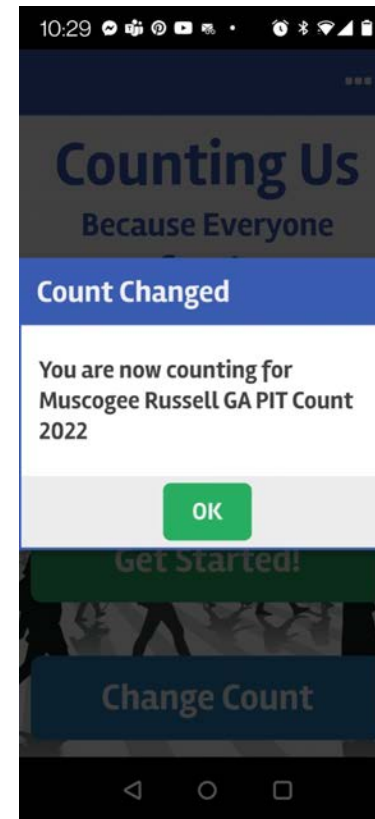 10:29
Counting Us
Because Everyone
Count Changed
You are now counting for
Muscogee Russell GA PIT Count
2022
OK
Get Started!
Change Count